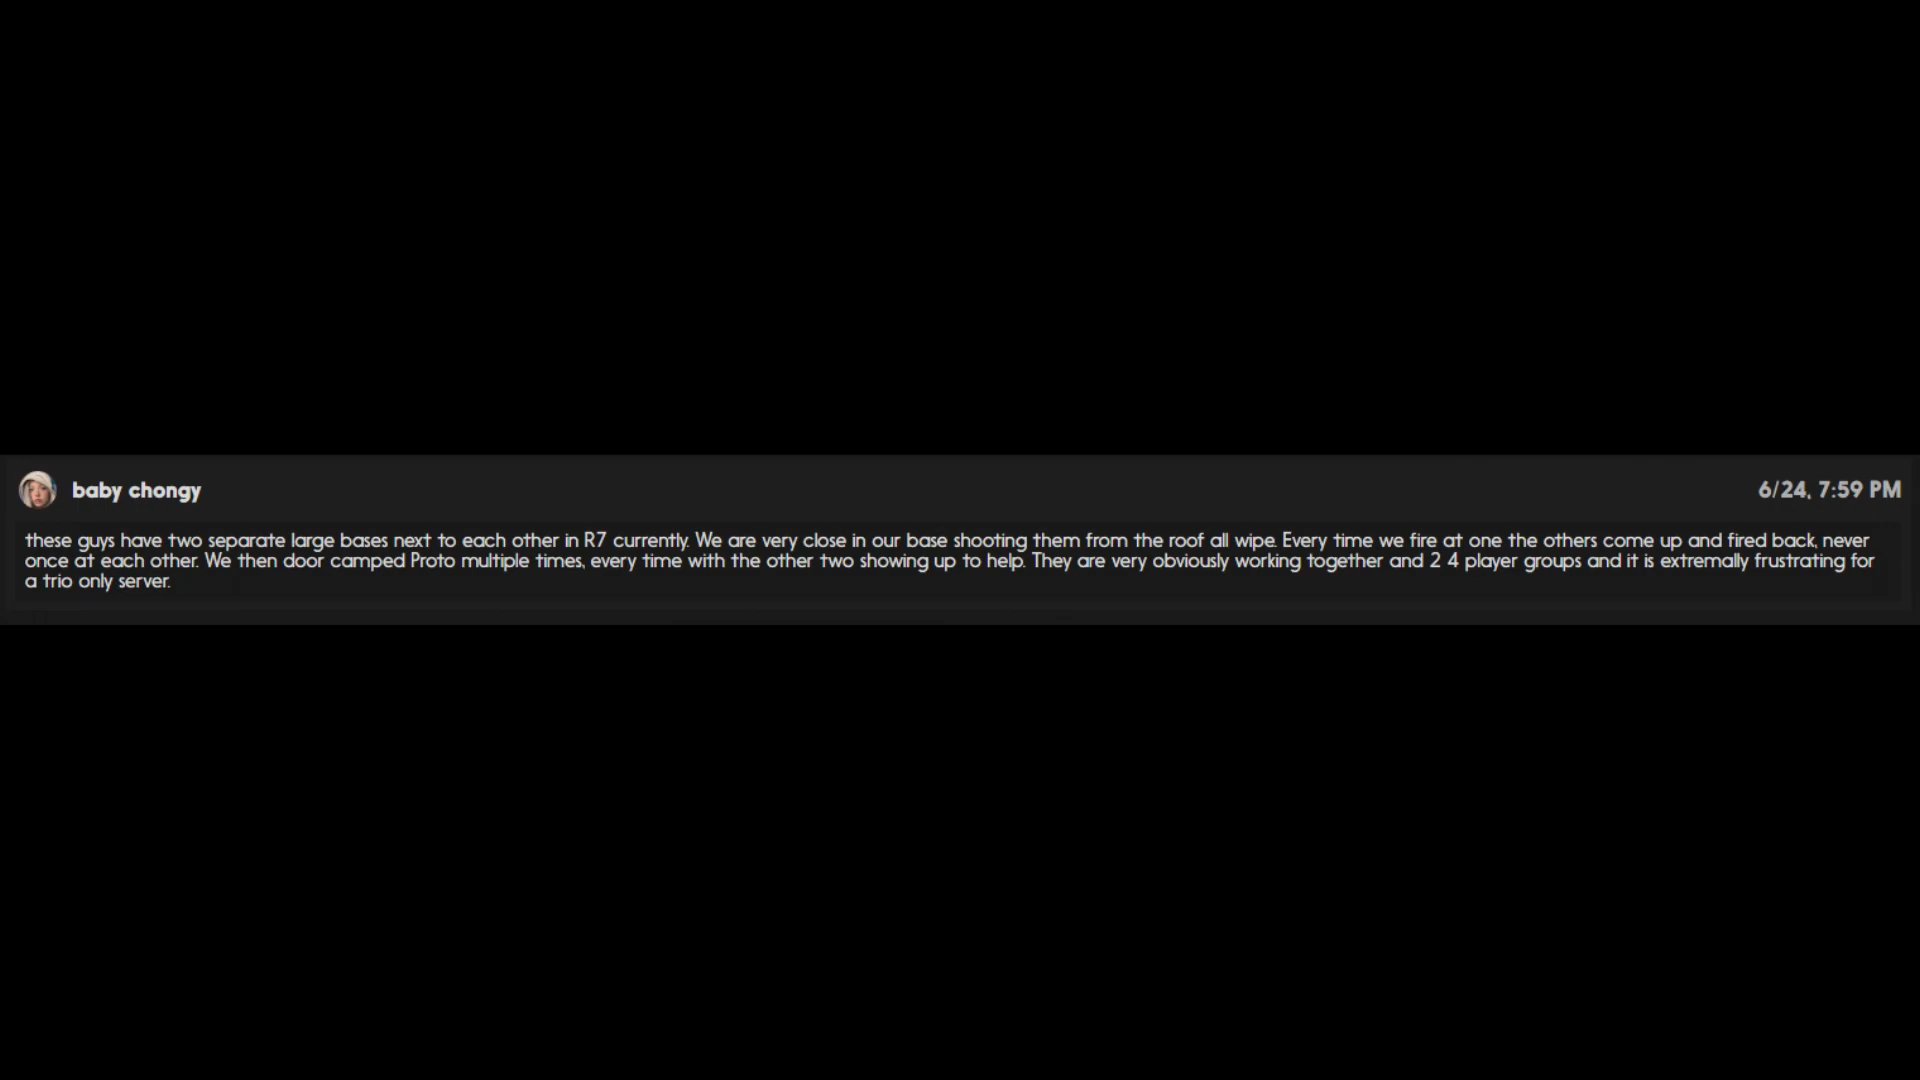 baby chongy
6/24, 7:59 PM
these guys have two separate large bases next to each other in R7 currently. We are very close in our base shooting them from the roof all wipe. Every time we fire at one the others come up and fired back, never
once at each other. We then door camped Proto multiple times, every time with the other two showing up to help. They are very obviously working together and 2 4 player groups and it is extremally frustrating for
a trio only server.